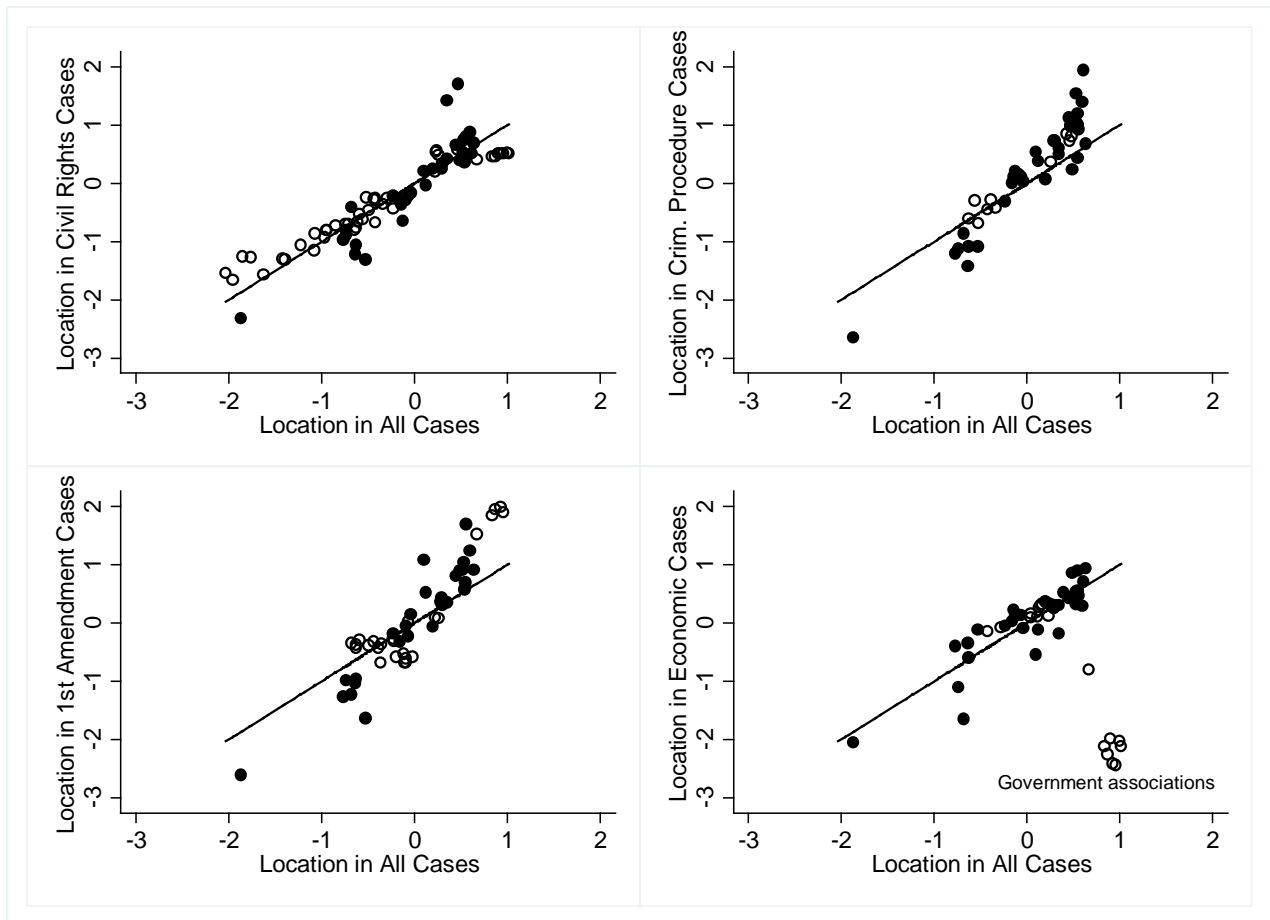 Location in Civil Rights Cases
2
1
0
-1
-2
-3
-3 -2 -1 0 1 2
Location in All Cases
Location in Crim. Procedure Cases
2
1
0
-1
-2
-3
-3 -2 -1 0 1 2
Location in All Cases
Location in 1st Amendment Cases
2
1
0
-1
-2
-3
-3 -2 -1 0 1 2
Location in All Cases
Location in Economic Cases
2
1
0
-1
-2
-3
Government associations
-3 -2 -1 0 1 2
Location in All Cases